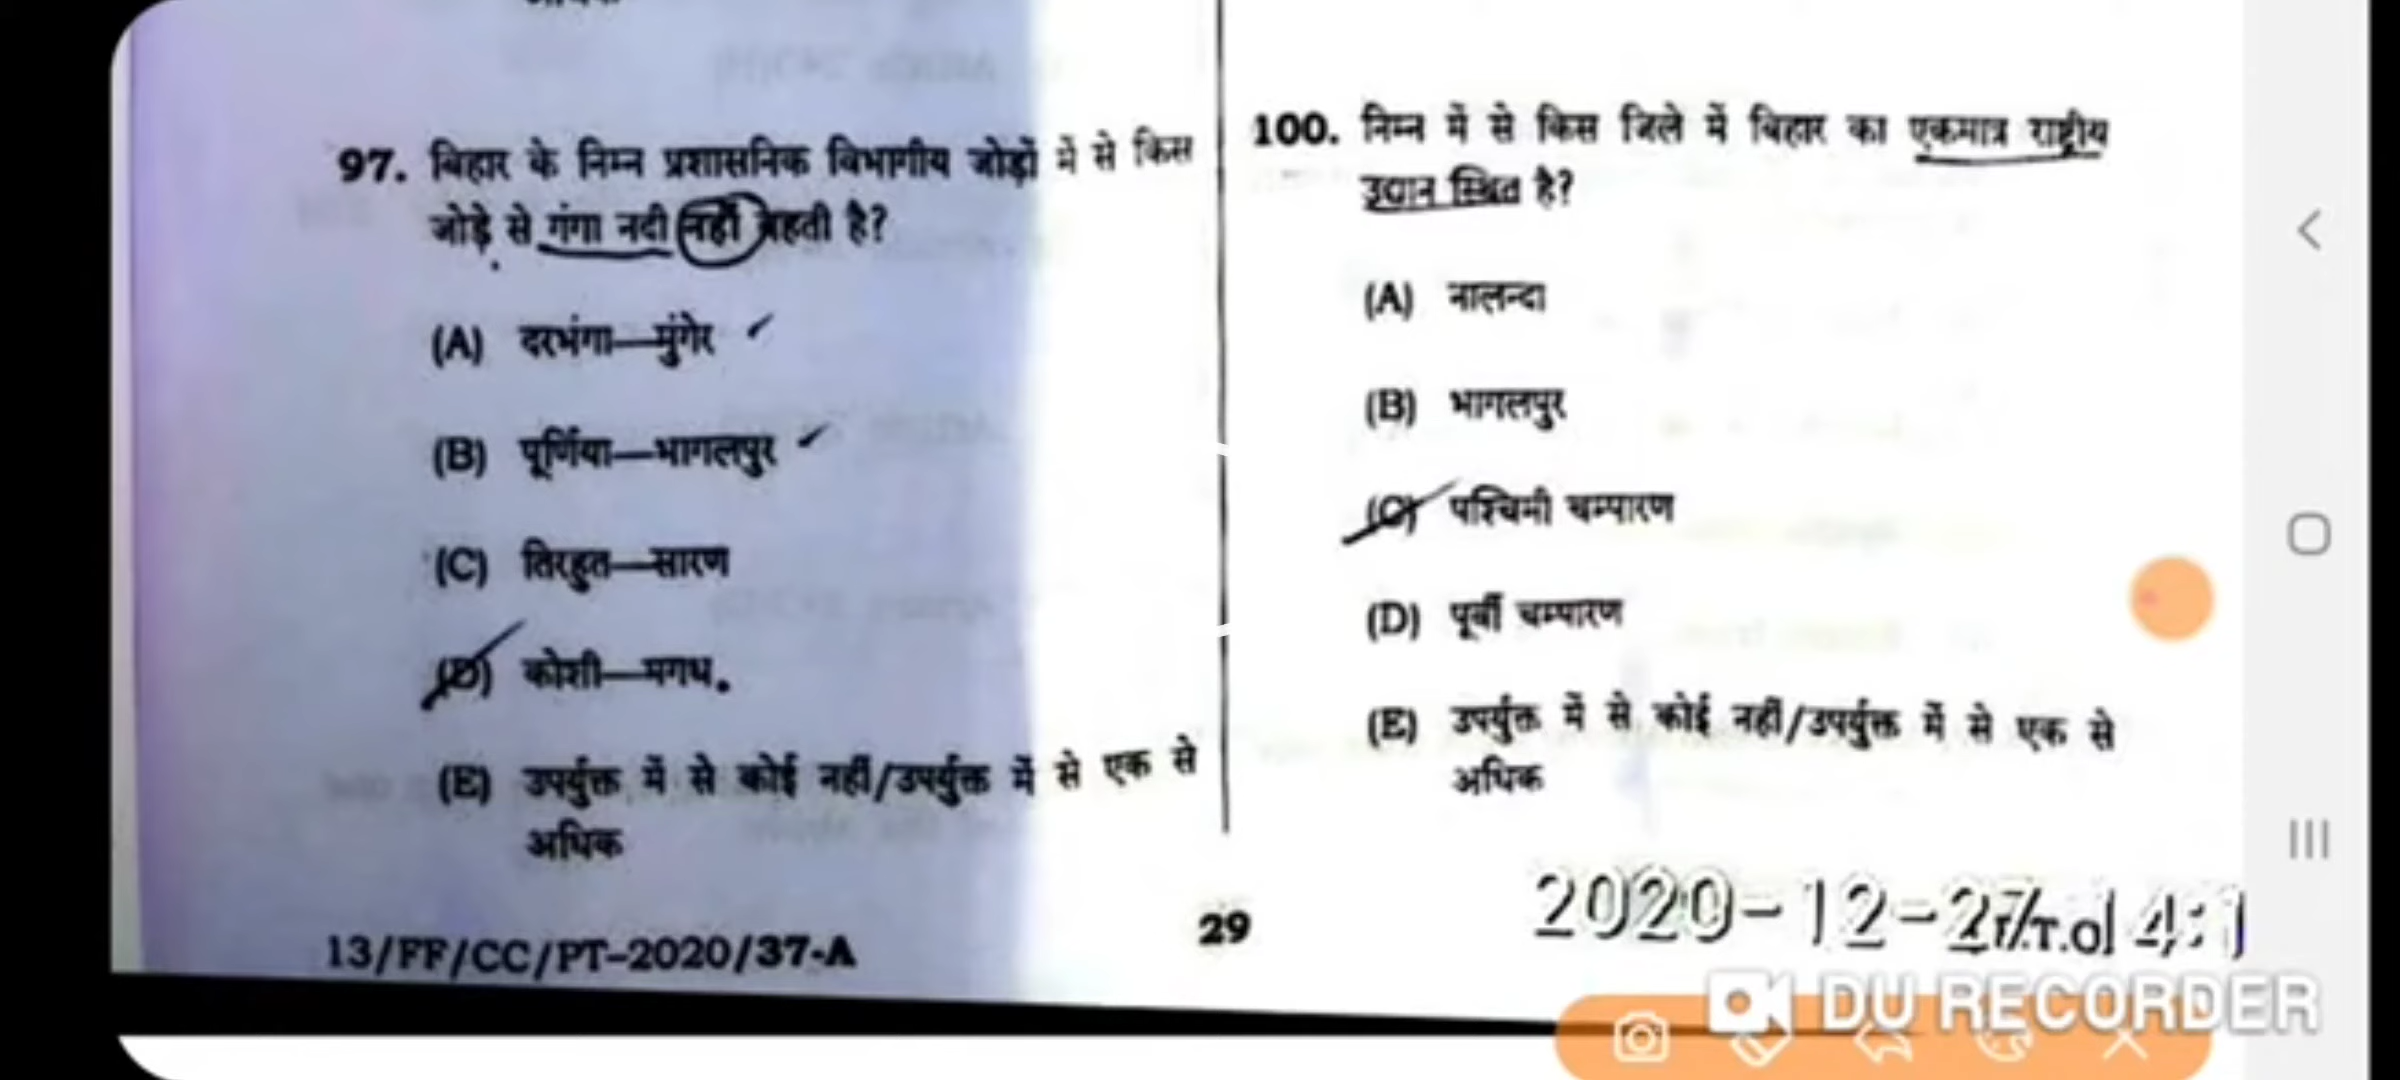 97. बिहार के निम्न प्रशासनिक विभागीय जोड़ों में से किस
जोड़े से गंगा नदी नहीं बहती है?
(A) दरभंगा—मुंगेर
(B) पूर्णिया—भागलपुर
(C) तिरहुत—सारण
(D) कोशी—मगध.
(E) उपर्युक्त में से कोई नहीं/उपर्युक्त में से एक से
अधिक
100. निम्न में से किस जिले में बिहार का एकमात्र राष्ट्रीय
उद्यान स्थित है?
(A) नालन्दा
(B) भागलपुर
(C) पश्चिमी चम्पारण
(D) पूर्वी चम्पारण
(E) उपर्युक्त में से कोई नहीं/उपर्युक्त में से एक से
अधिक
13/FF/CC/PT–2020/37-A
29
2020-12-27
DU RECORDER